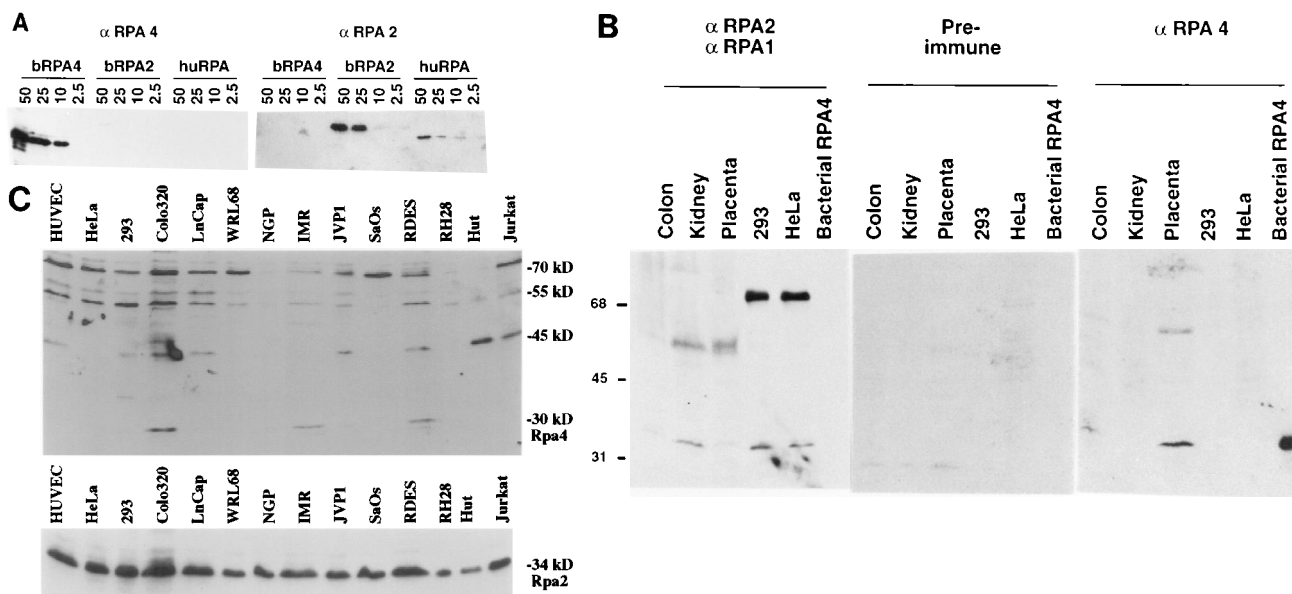 A
α RPA 4
α RPA 2
bRPA4 bRPA2 huRPA bRPA4 bRPA2 huRPA
50 25 10 2.5 50 25 10 2.5 50 25 10 2.5 50 25 10 2.5 50 25 10 2.5 50 25 10 2.5
B
α RPA2
α RPA1
Pre-
immune
α RPA 4
Colon Kidney Placenta 293 HeLa Bacterial RPA4 Colon Kidney Placenta 293 HeLa Bacterial RPA4 Colon Kidney Placenta 293 HeLa Bacterial RPA4
68 -
45 -
31 -
C
HUVEC HeLa 293 Colo320 LnCap WRL68 NGP IMR JVP1 SaOs RDES RH28 Hut Jurkat
-70 kD
-55 kD
-45 kD
-30 kD
Rpa4
HUVEC HeLa 293 Colo320 LnCap WRL68 NGP IMR JVP1 SaOs RDES RH28 Hut Jurkat
-34 kD
Rpa2